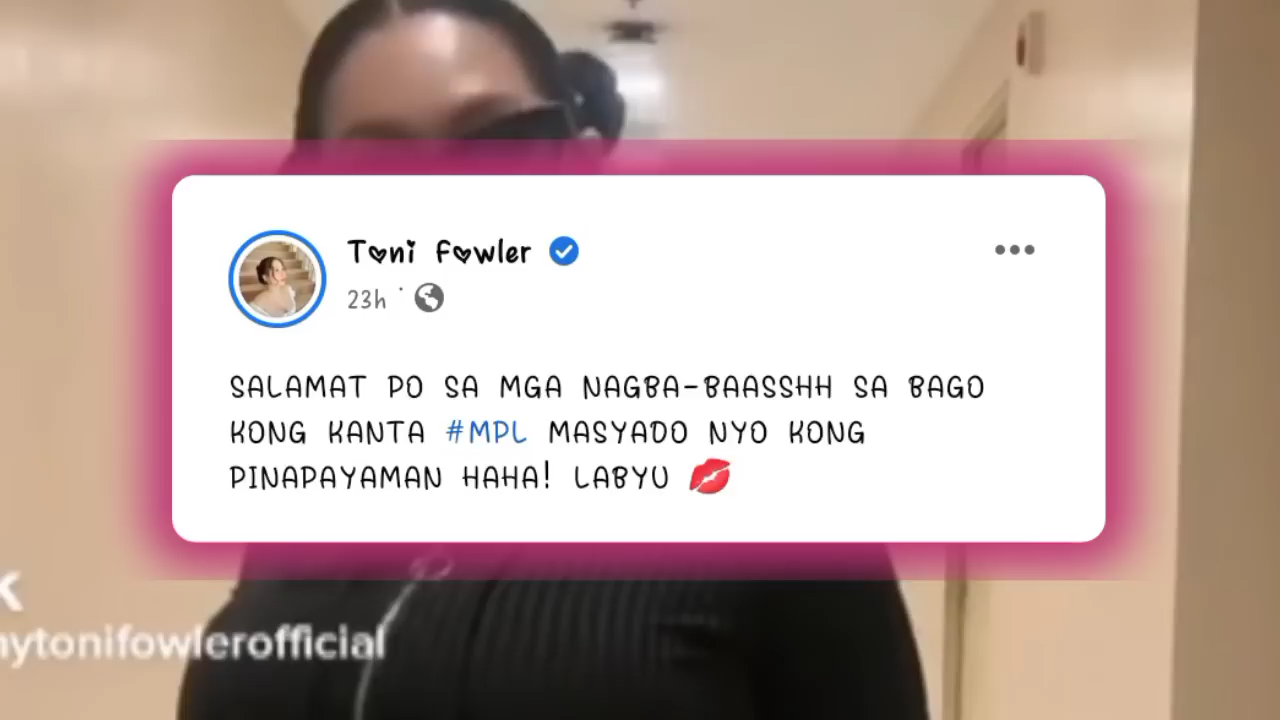 Toni Fowler
23h
SALAMAT PO SA MGA NAGBA-BAASSHH SA BAGO
KONG KANTA #MPL MASYADO NYO KONG
PINAPAYAMAN HAHA! LABYU 💋
k
ytonifowlerofficial